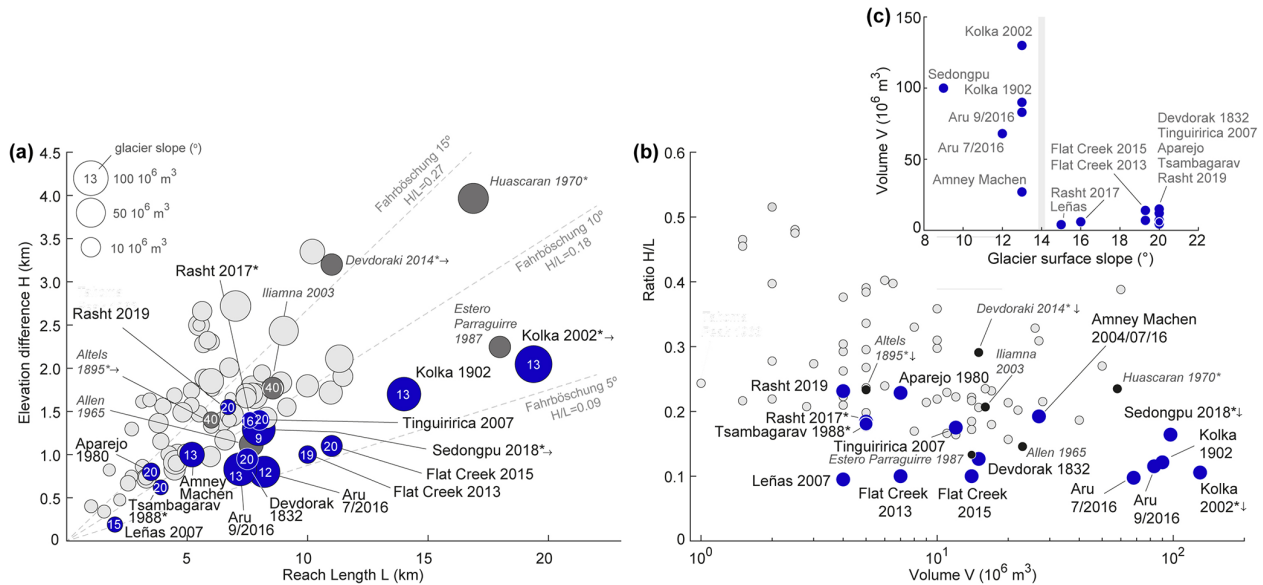 (a)
glacier slope (°)
13
100 10⁶ m³
50 10⁶ m³
10 10⁶ m³
Elevation difference H (km)
4.5
4.0
3.5
3.0
2.5
2.0
1.5
1.0
0.5
0
5
10
15
20
Reach Length L (km)
Fahrböschung 15º
H/L=0.27
Fahrböschung 10º
H/L=0.18
Fahrböschung 5º
H/L=0.09
Huascaran 1970*
Devdoraki 2014*→
Rasht 2017*
Iliamna 2003
Rasht 2019
Estero
Parraguirre
1987
Kolka 2002*→
13
Altels
1895*→
40
Kolka 1902
13
Allen
1965
20
40
16
20
9
Tinguiririca 2007
Sedongpu 2018*→
Aparejo
1980
20
13
Amney
Machen
20
13
12
19
20
Flat Creek 2015
Flat Creek 2013
20
Tsambagarav
1988*
15
Leñas 2007
Aru
9/2016
Devdorak
1832
Aru
7/2016
(b)
Ratio H/L
0.6
0.5
0.4
0.3
0.2
0.1
0
10⁰
10¹
10²
Volume V (10⁶ m³)
Devdoraki 2014*↓
Amney Machen
2004/07/16
Altels
1895*↓
Iliamna
2003
Rasht 2019
Aparejo 1980
Huascaran 1970*
Rasht 2017*
Tsambagarav 1988*
Sedongpu 2018*↓
Tinguiririca 2007
Kolka
1902
Estero Parraguirre 1987
Allen 1965
Devdorak 1832
Leñas 2007
Flat Creek
2013
Flat Creek
2015
Aru
7/2016
Aru
9/2016
Kolka
2002*↓
(c)
Volume V (10⁶ m³)
150
100
50
0
8
10
12
14
16
18
20
22
Glacier surface slope (°)
Kolka 2002
Sedongpu
Kolka 1902
Aru 9/2016
Aru 7/2016
Amney Machen
Flat Creek 2015
Flat Creek 2013
Rasht 2017
Leñas
Devdorak 1832
Tinguiririca 2007
Aparejo
Tsambagarav
Rasht 2019